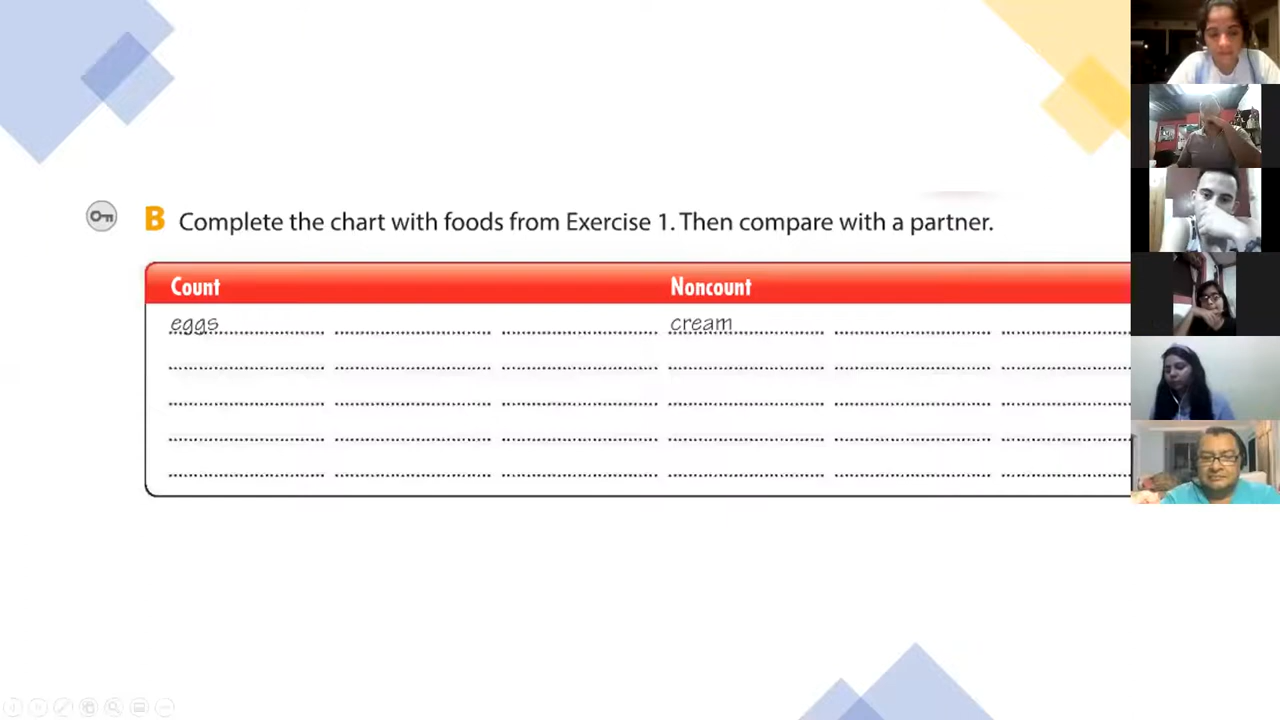 B Complete the chart with foods from Exercise 1. Then compare with a partner.
Count Noncount
eggs cream